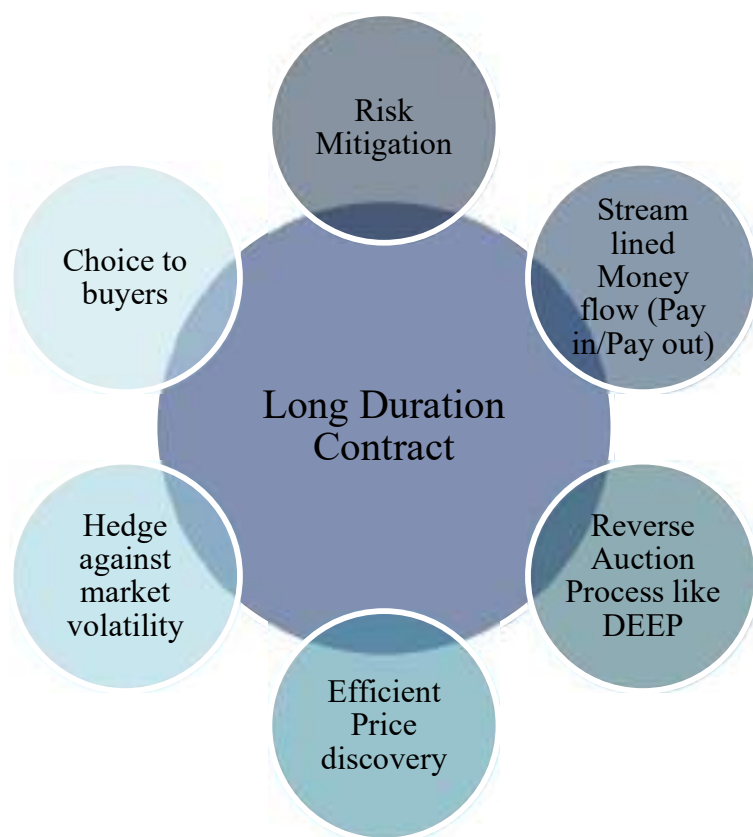 Risk
Mitigation
Stream
lined
Money
flow (Pay
in/Pay out)
Reverse
Auction
Process like
DEEP
Efficient
Price
discovery
Hedge
against
market
volatility
Choice to
buyers
Long Duration
Contract